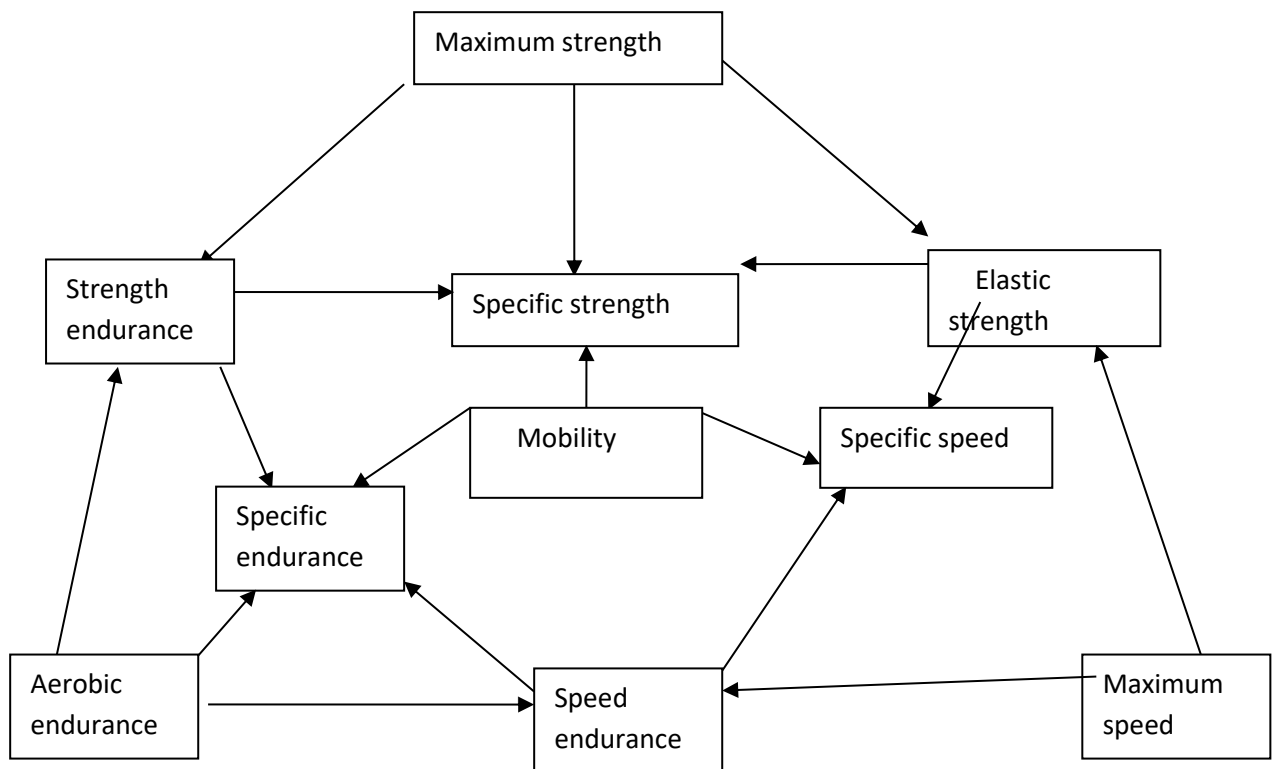 Maximum strength
Strength
endurance
Specific strength
Elastic
strength
Mobility
Specific speed
Specific
endurance
Aerobic
endurance
Speed
endurance
Maximum
speed